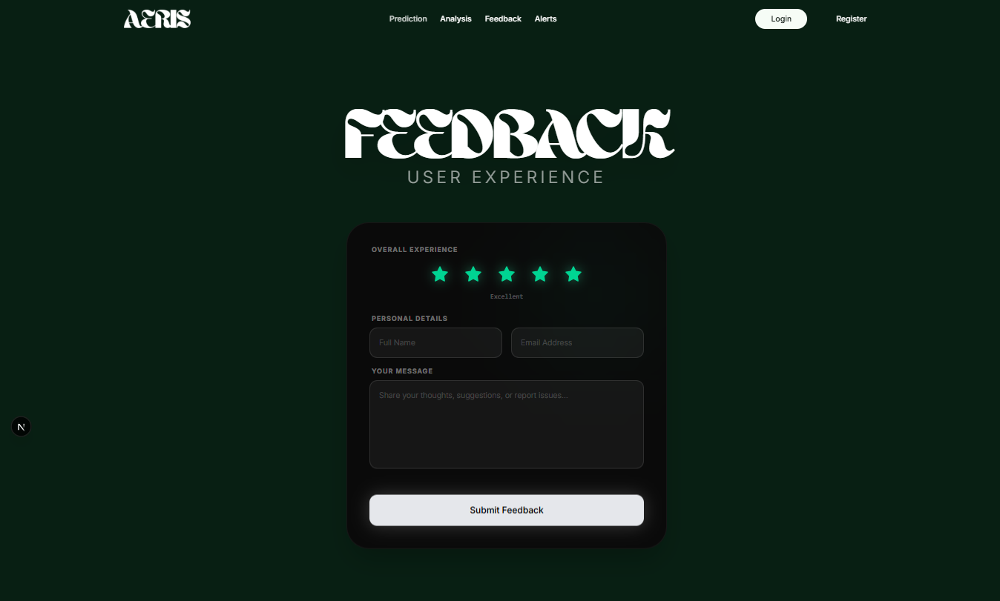 AERIS
Prediction Analysis Feedback Alerts
Login Register
FEEDBACK
USER EXPERIENCE
OVERALL EXPERIENCE
Excellent
PERSONAL DETAILS
Full Name Email Address
YOUR MESSAGE
Share your thoughts, suggestions, or report issues...
N
Submit Feedback